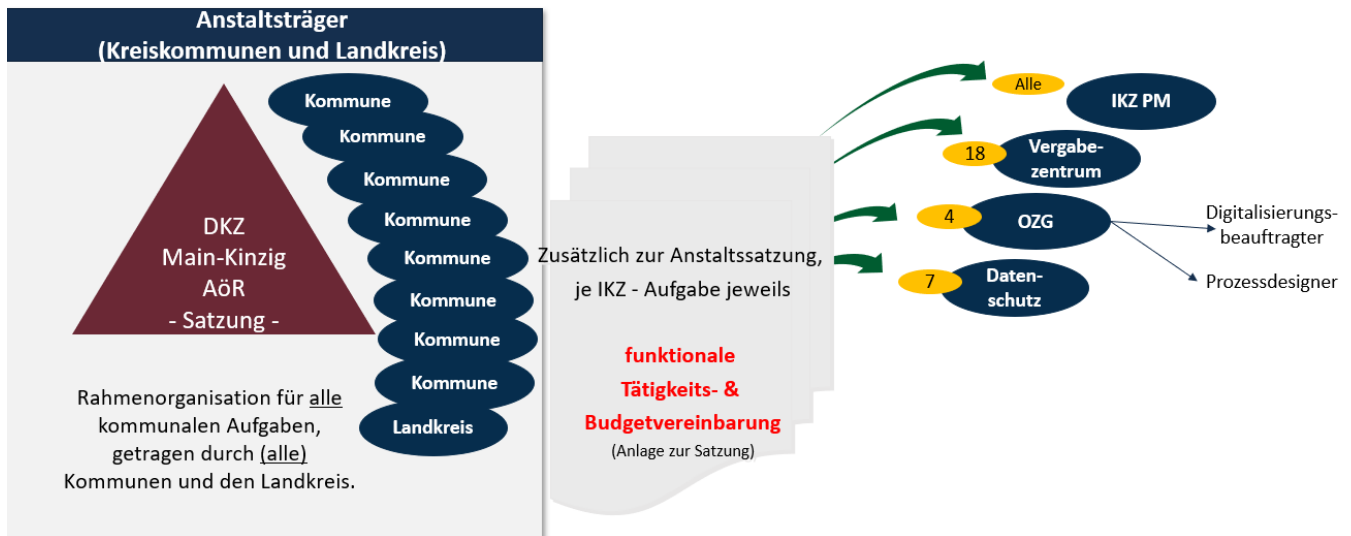 Anstaltsträger
(Kreiskommunen und Landkreis)
DKZ
Main-Kinzig
AöR
- Satzung -
Kommune
Kommune
Kommune
Kommune
Kommune
Kommune
Kommune
Kommune
Landkreis
Rahmenorganisation für alle
kommunalen Aufgaben,
getragen durch (alle)
Kommunen und den Landkreis.
Zusätzlich zur Anstaltssatzung,
je IKZ - Aufgabe jeweils
funktionale
Tätigkeits- &
Budgetvereinbarung
(Anlage zur Satzung)
Alle
IKZ PM
18
Vergabe-
zentrum
4
OZG
7
Daten-
schutz
Digitalisierungs-
beauftragter
Prozessdesigner